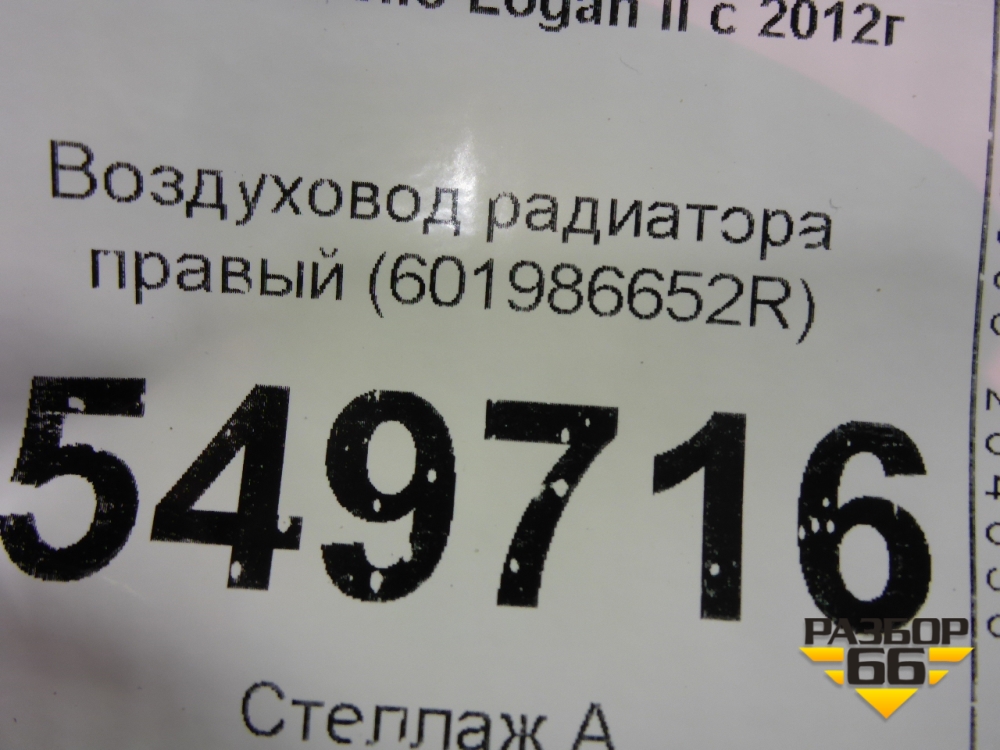 Logan II с 2012г
Воздуховод радиатора
правый (601986652R)
549716
Стеллаж А
РАЗБОР
66